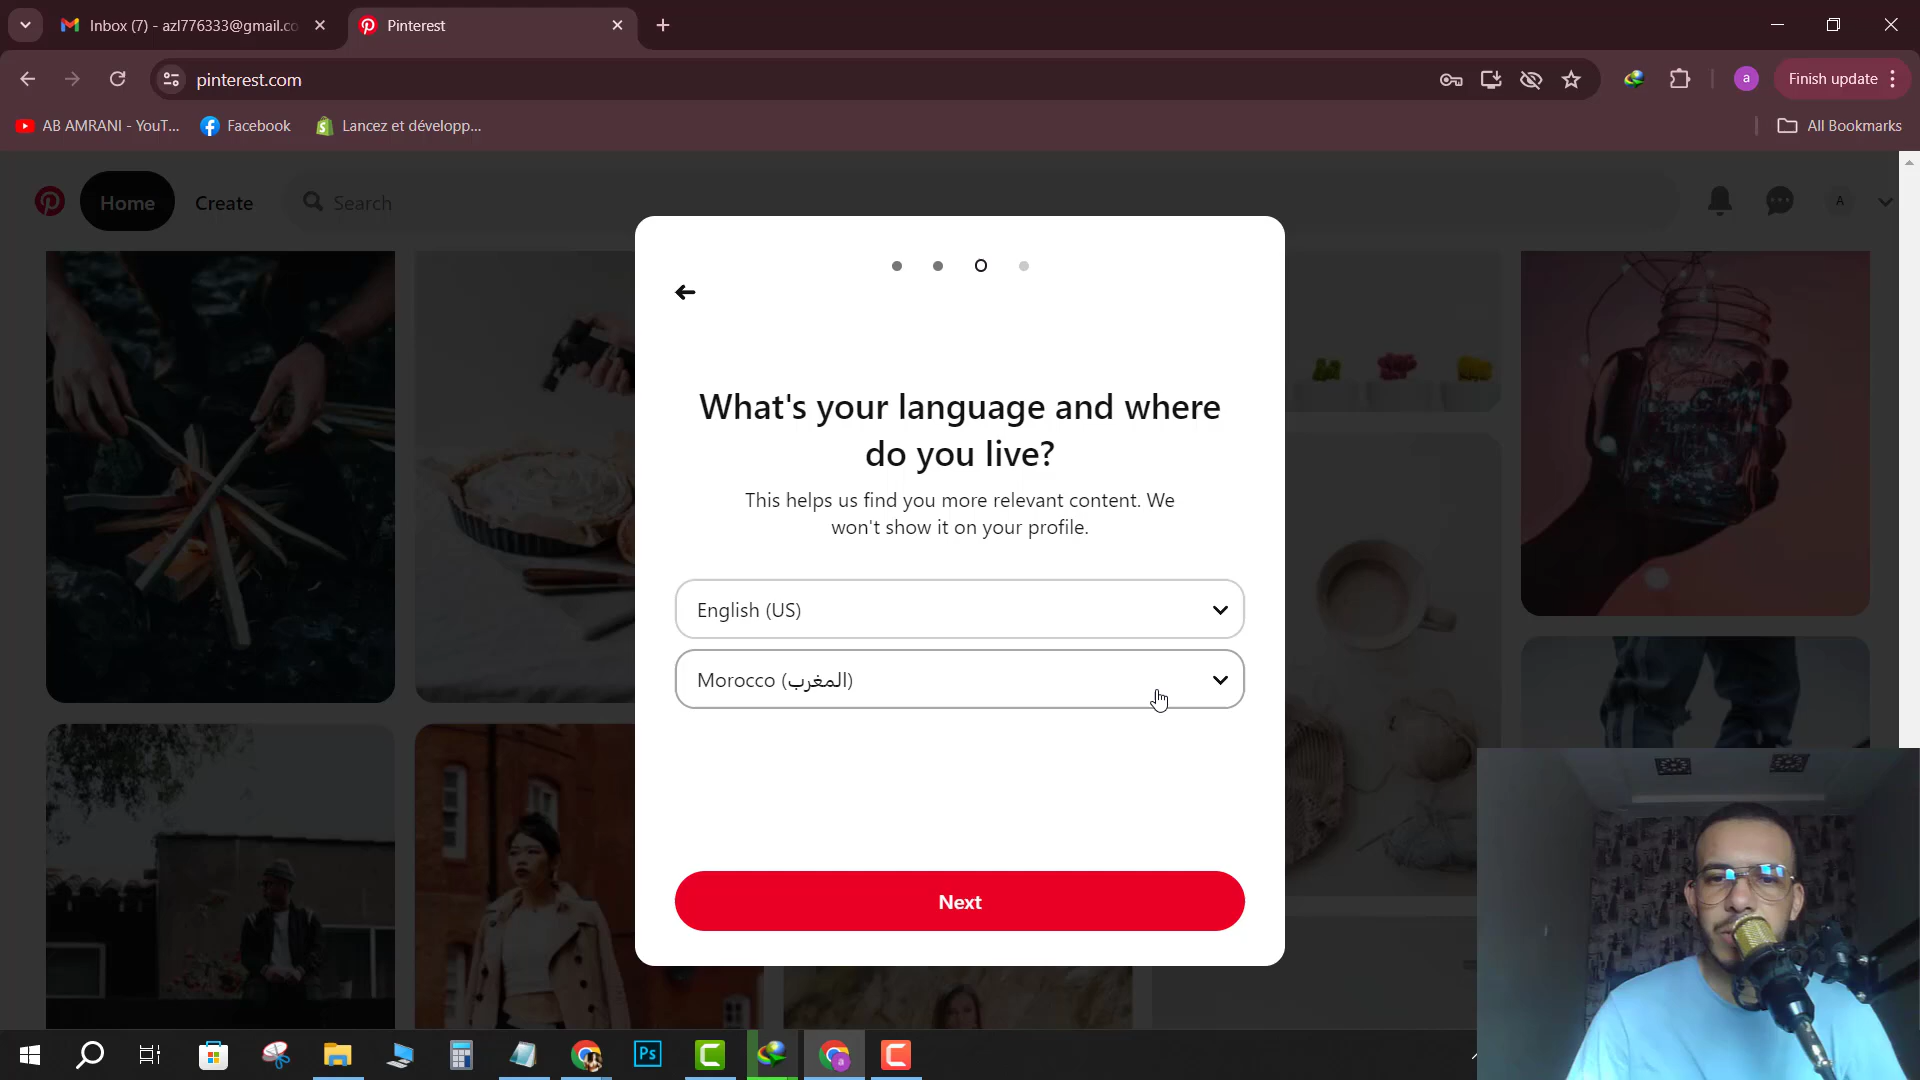 Inbox (7) - azl776333@gmail.co
Pinterest
pinterest.com
a
Finish update
AB AMRANI - YouT...
Facebook
Lancez et développ...
All Bookmarks
Home
Create
Search
A
What's your language and where
do you live?
This helps us find you more relevant content. We
won't show it on your profile.
English (US)
Morocco (المغرب)
Next
Ps
a